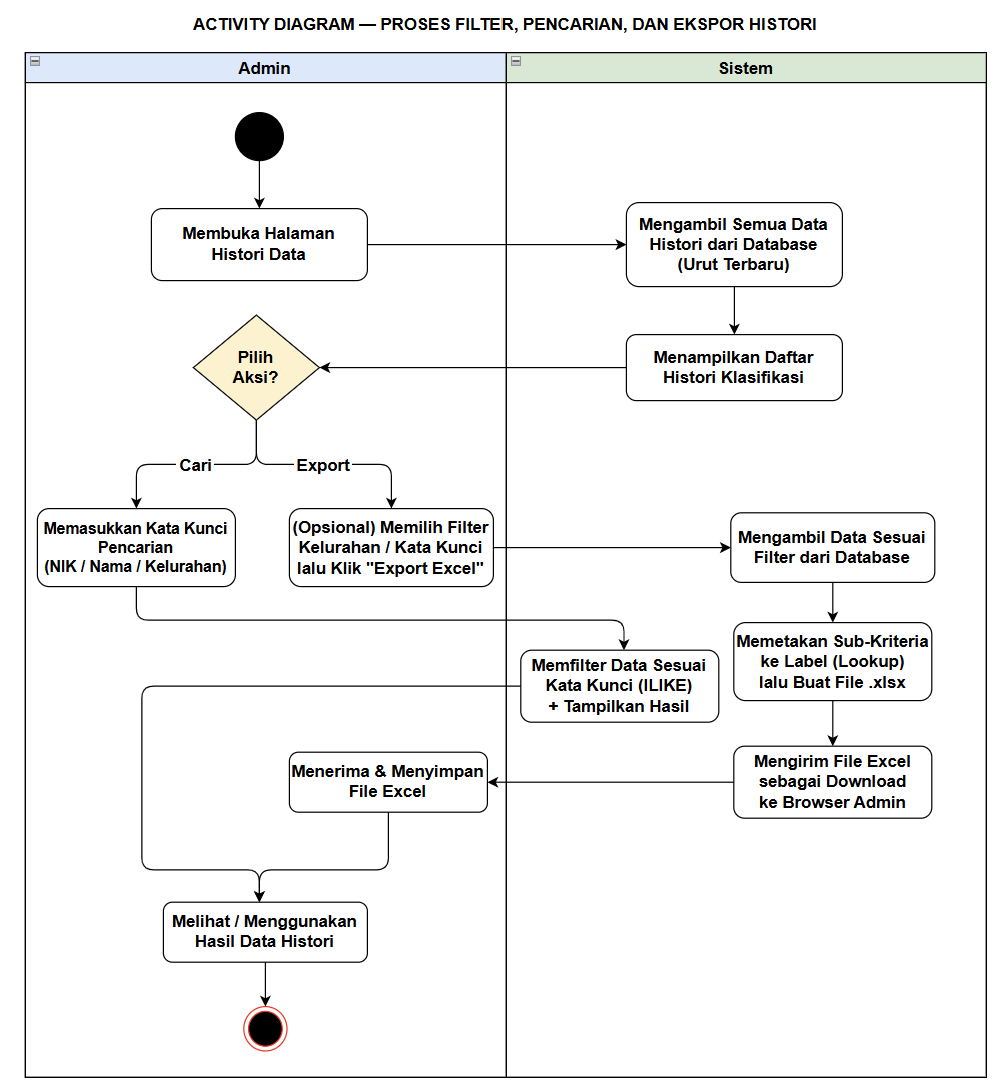 ACTIVITY DIAGRAM — PROSES FILTER, PENCARIAN, DAN EKSPOR HISTORI
Admin
Sistem
Membuka Halaman
Histori Data
Mengambil Semua Data
Histori dari Database
(Urut Terbaru)
Pilih
Aksi?
Menampilkan Daftar
Histori Klasifikasi
Cari
Export
Memasukkan Kata Kunci
Pencarian
(NIK / Nama / Kelurahan)
(Opsional) Memilih Filter
Kelurahan / Kata Kunci
lalu Klik "Export Excel"
Mengambil Data Sesuai
Filter dari Database
Memetakan Sub-Kriteria
ke Label (Lookup)
lalu Buat File .xlsx
Memfilter Data Sesuai
Kata Kunci (ILIKE)
+ Tampilkan Hasil
Menerima & Menyimpan
File Excel
Mengirim File Excel
sebagai Download
ke Browser Admin
Melihat / Menggunakan
Hasil Data Histori